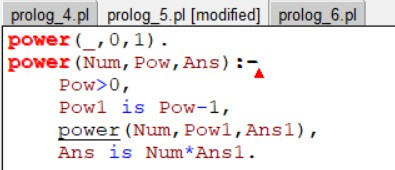 prolog_4.pl prolog_5.pl [modified] prolog_6.pl
power(_,0,1).
power(Num,Pow,Ans):-
    Pow>0,
    Pow1 is Pow-1,
    power(Num,Pow1,Ans1),
    Ans is Num*Ans1.